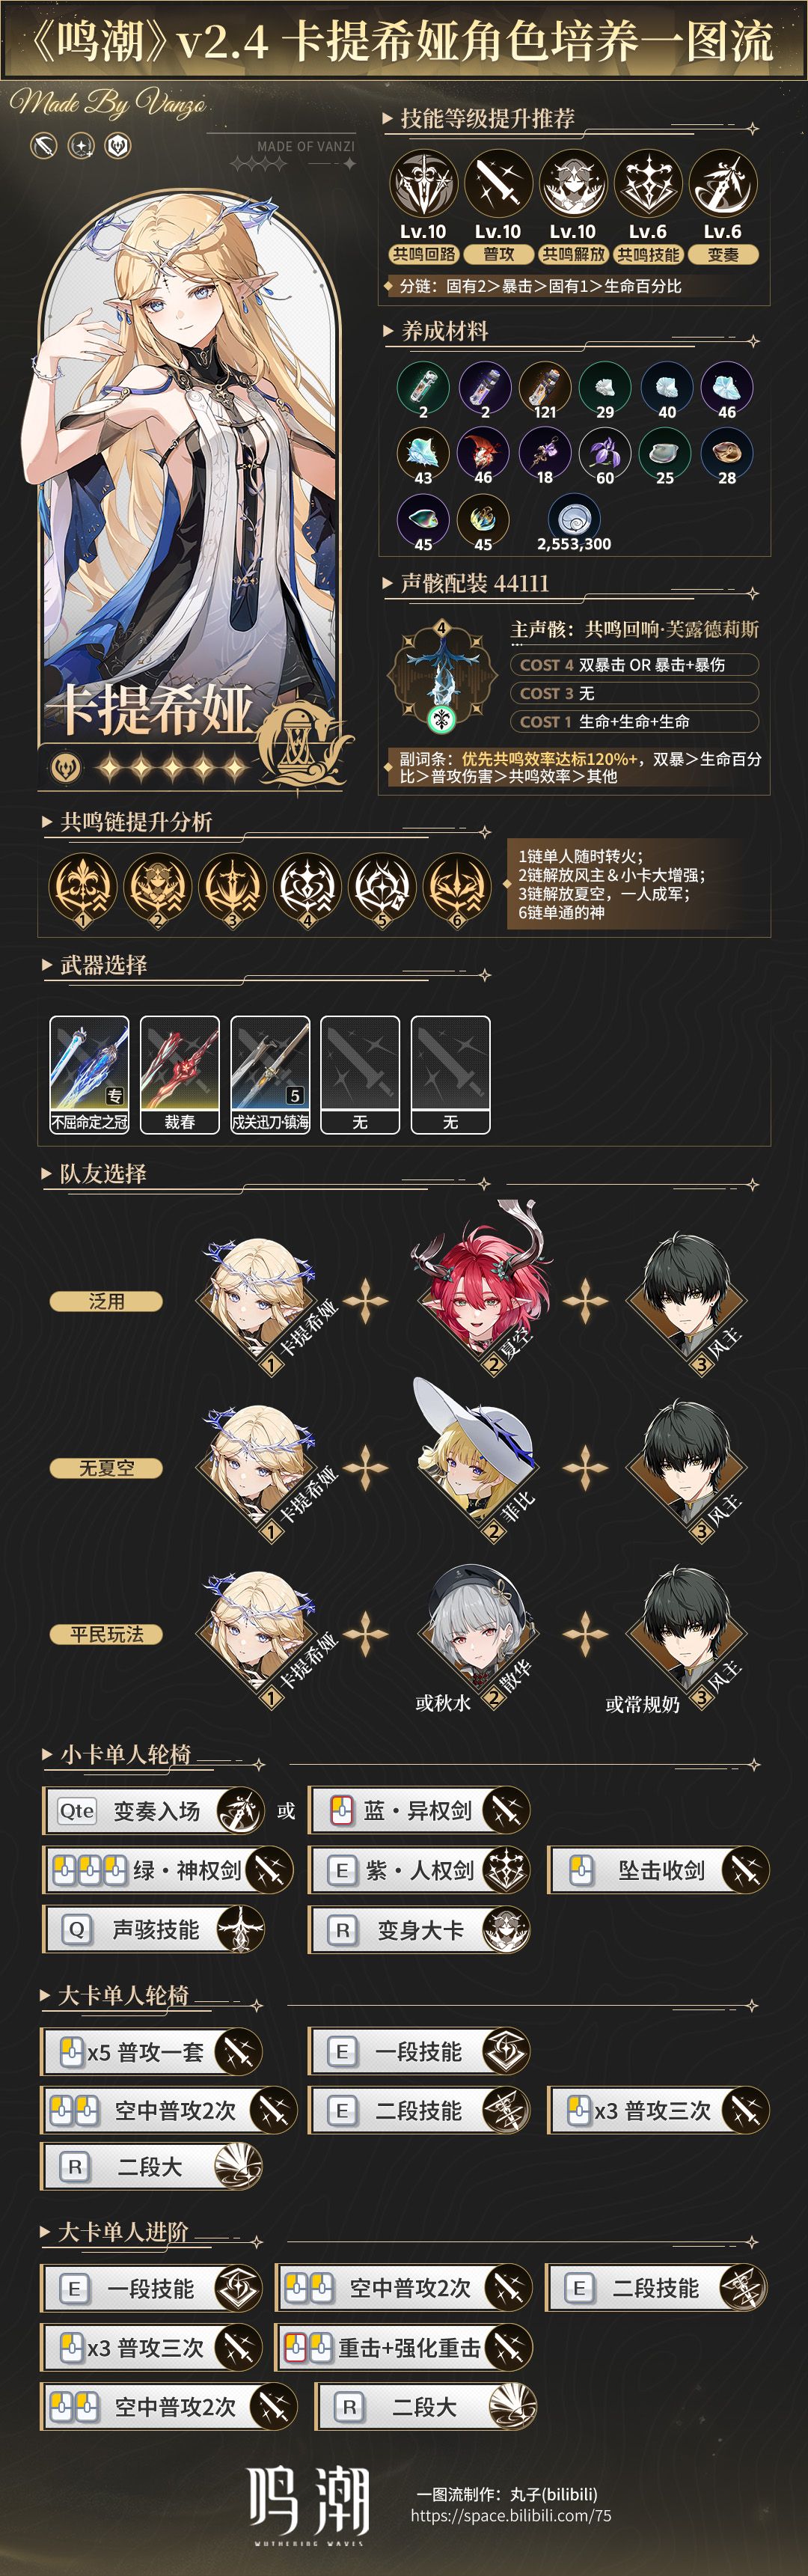 《鸣潮》v2.4 卡提希娅角色培养一图流
Made By Vanzo
MADE OF VANZI
卡提希娅
技能等级提升推荐
Lv.10 Lv.10 Lv.10 Lv.6 Lv.6
共鸣回路 普攻 共鸣解放 共鸣技能 变奏
分链：固有2＞暴击＞固有1＞生命百分比
养成材料
2 2 121 29 40 46
43 46 18 60 25 28
45 45 2,553,300
声骸配装 44111
4
主声骸：共鸣回响·芙露德莉斯
COST 4 双暴击 OR 暴击+暴伤
COST 3 无
COST 1 生命+生命+生命
副词条：优先共鸣效率达标120%+，双暴＞生命百分
比＞普攻伤害＞共鸣效率＞其他
共鸣链提升分析
1 2 3 4 5 6
1链单人随时转火；
2链解放风主＆小卡大增强；
3链解放夏空，一人成军；
6链单通的神
武器选择
专 5
不屈命定之冠 裁春 戍关迅刀·镇海 无 无
队友选择
泛用
1 卡提希娅 2 夏空 3 风主
无夏空
1 卡提希娅 2 菲比 3 风主
平民玩法
1 卡提希娅 或秋水 2 散华 或常规奶 3 风主
小卡单人轮椅
Qte 变奏入场 或 蓝·异权剑
绿·神权剑 E 紫·人权剑 坠击收剑
Q 声骇技能 R 变身大卡
大卡单人轮椅
x5 普攻一套 E 一段技能
空中普攻2次 E 二段技能 x3 普攻三次
R 二段大
大卡单人进阶
E 一段技能 空中普攻2次 E 二段技能
x3 普攻三次 重击+强化重击
空中普攻2次 R 二段大
鸣潮
WUTHERING WAVES
一图流制作：丸子(bilibili)
https://space.bilibili.com/75